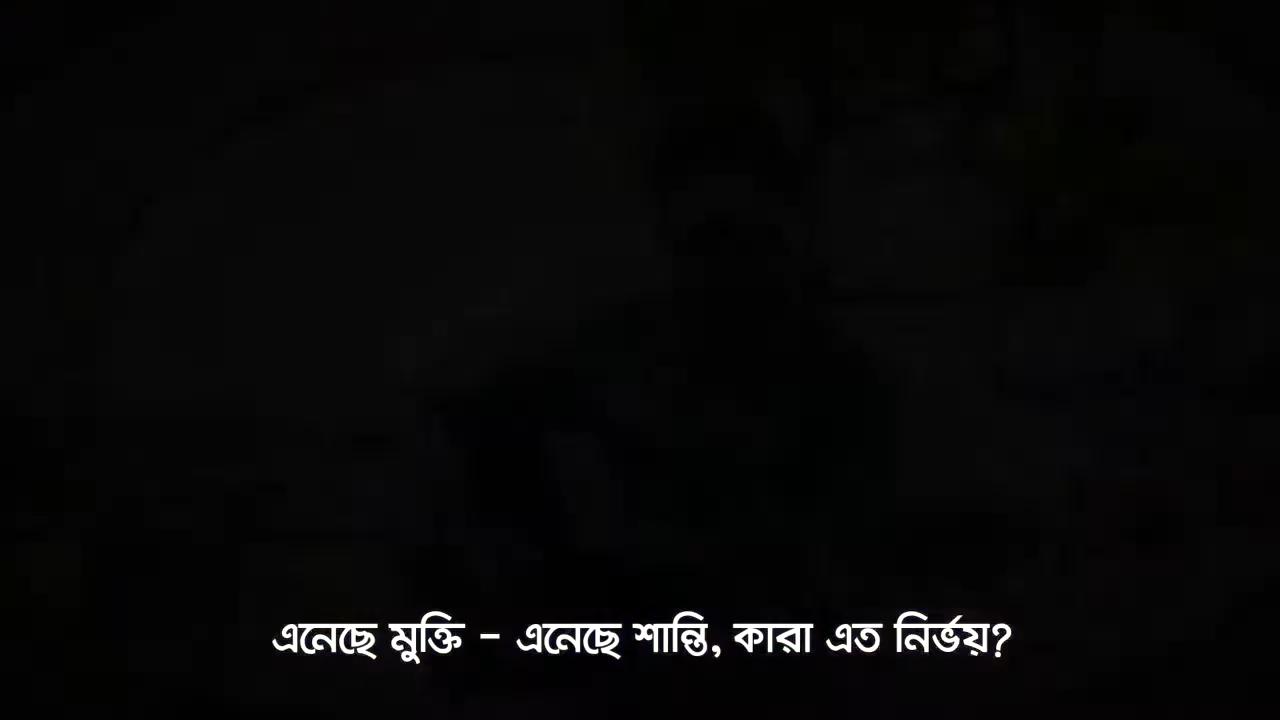 এনেছে মুক্তি - এনেছে শান্তি, কারা এত নির্ভয়?